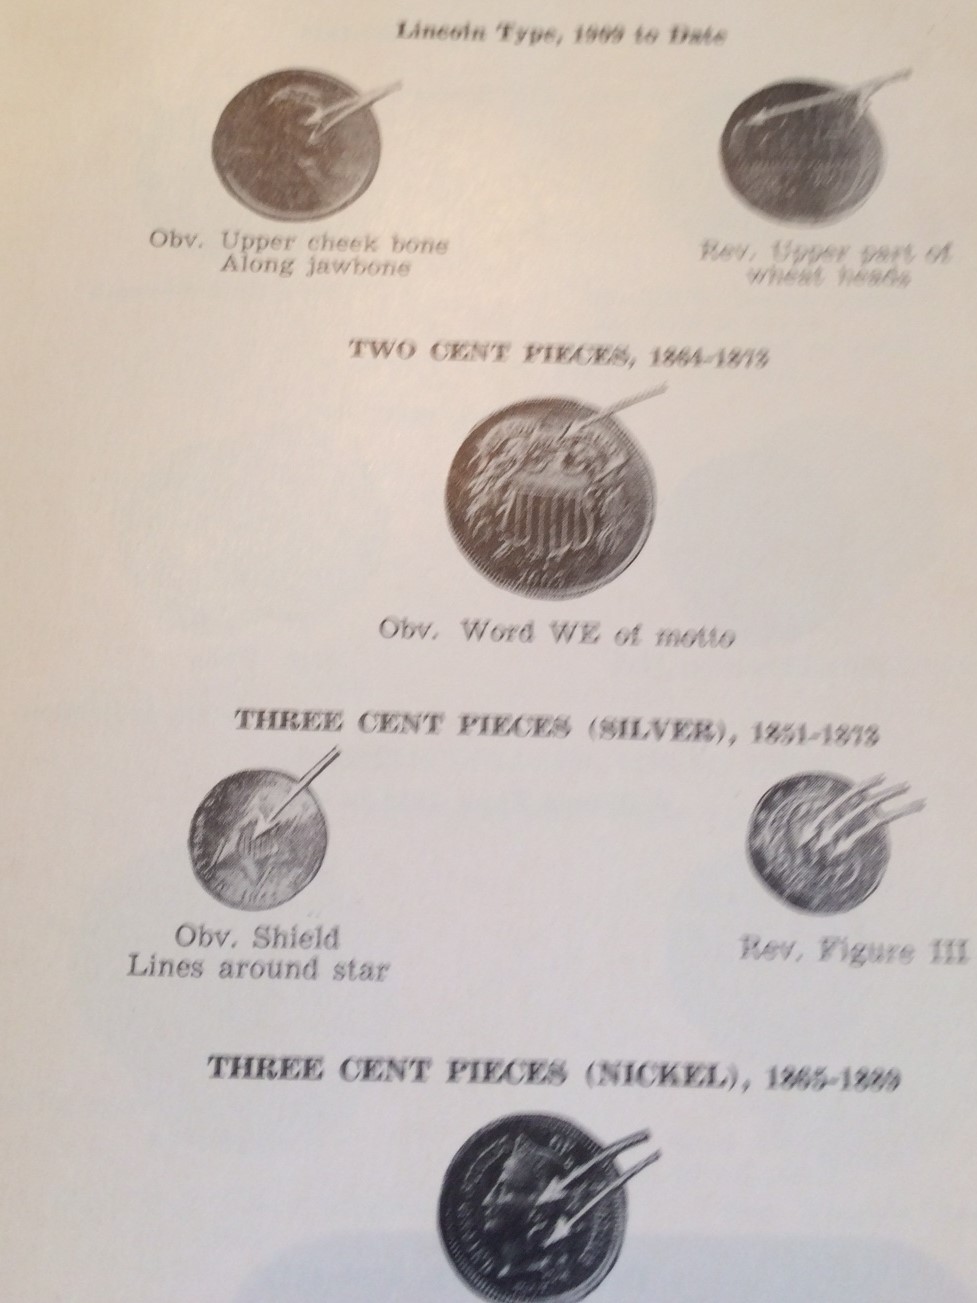 Lincoln Type, 1909 to Date
Obv. Upper cheek bone
Along jawbone
Rev. Upper part of
wheat heads
TWO CENT PIECES, 1864-1873
Obv. Word WE of motto
THREE CENT PIECES (SILVER), 1851-1873
Obv. Shield
Lines around star
Rev. Figure III
THREE CENT PIECES (NICKEL), 1865-1889